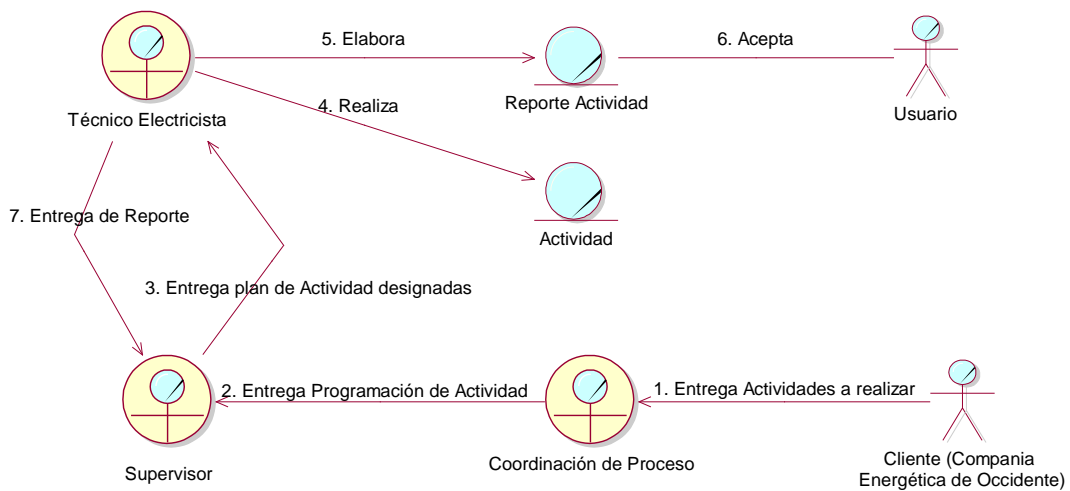 5. Elabora
6. Acepta
4. Realiza
Técnico Electricista
Reporte Actividad
Usuario
7. Entrega de Reporte
Actividad
3. Entrega plan de Actividad designadas
2. Entrega Programación de Actividad
1. Entrega Actividades a realizar
Supervisor
Coordinación de Proceso
Cliente (Compania
Energética de Occidente)